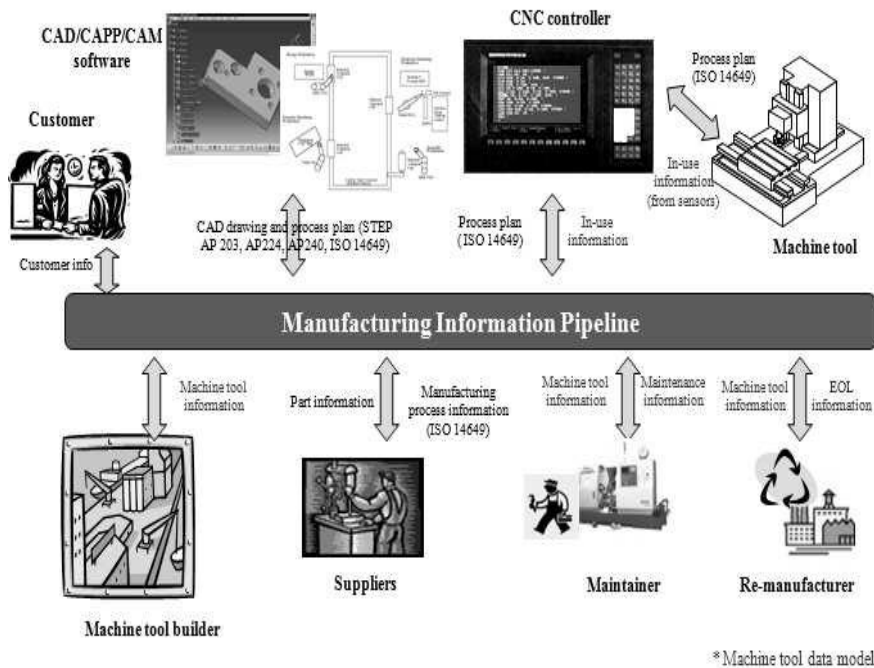 CNC controller
CAD/CAPP/CAM
software
Process plan
(ISO 14649)
Customer
In-use
information
(from sensors)
CAD drawing and process plan (STEP
AP 203, AP224, AP240, ISO 14649)
Process plan
( ISO 14649)
In-use
information
Machine tool
Customer info
Manufacturing Information Pipeline
Machine tool
information
Part information
Manufacturing
process information
(ISO 14649)
Machine tool
information
Maintenance
information
Machine tool
information
EOL
information
Suppliers
Maintainer
Re-manufacturer
Machine tool builder
* Machine tool data model